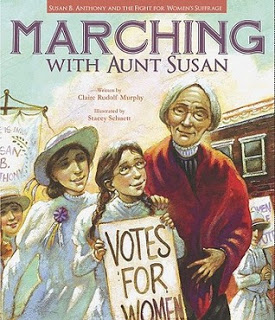 SUSAN B. ANTHONY AND THE FIGHT FOR WOMEN'S SUFFRAGE
MARCHING
WITH AUNT SUSAN
Written by
Claire Rudolf Murphy
Illustrated by
Stacey Schuett
VOTES
FOR
WOMEN